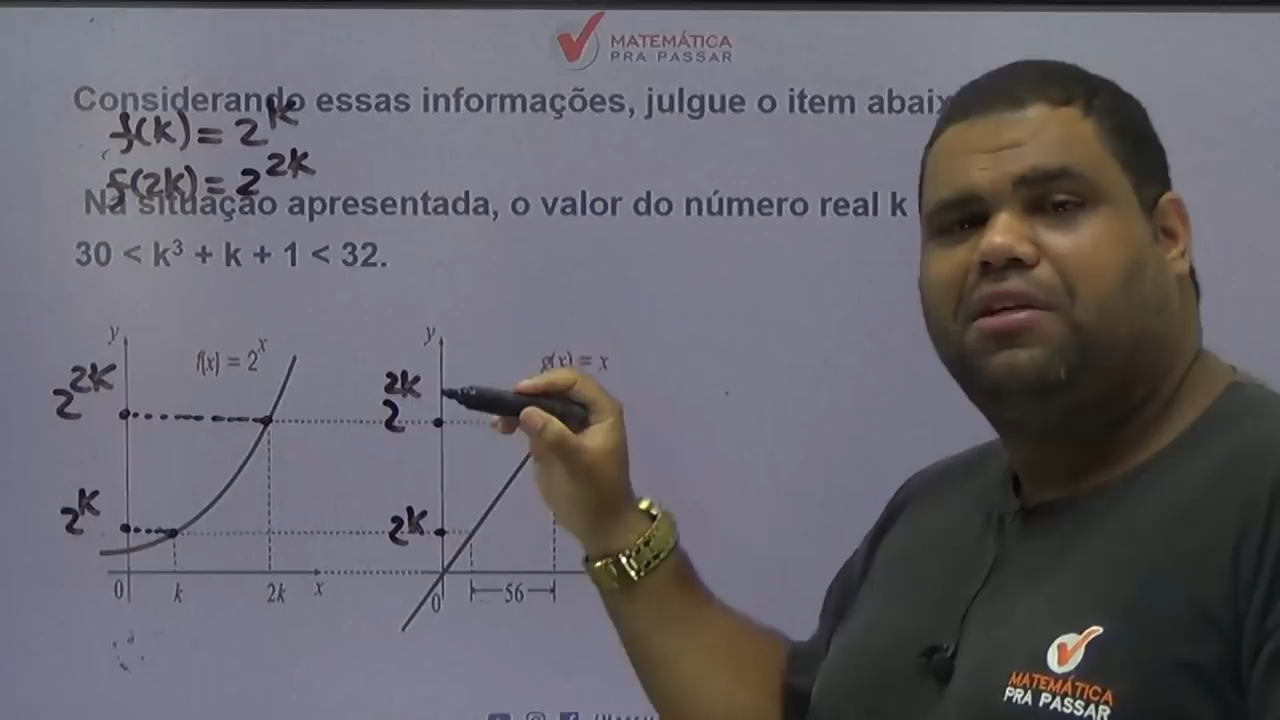 MATEMÁTICA
PRA PASSAR
Considerando essas informações, julgue o item
f(k) = 2^k
f(2k) = 2^2k
Na situação apresentada, o valor do número real k
30 < k³ + k + 1 < 32.
y
f(x) = 2^x
2^2k
2^k
0
k
2k
x
y
g(x) = x
2^2k
2^k
0
56
MATEMÁTICA
PRA PASSAR